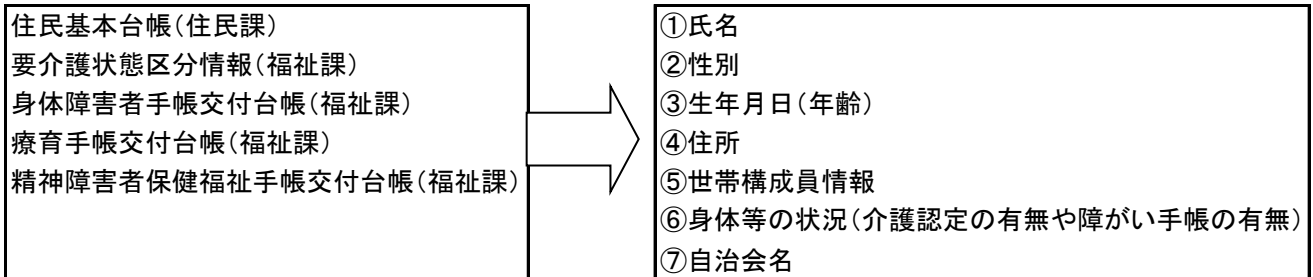 住民基本台帳（住民課）
要介護状態区分情報（福祉課）
身体障害者手帳交付台帳（福祉課）
療育手帳交付台帳（福祉課）
精神障害者保健福祉手帳交付台帳（福祉課）
①氏名
②性別
③生年月日（年齢）
④住所
⑤世帯構成員情報
⑥身体等の状況（介護認定の有無や障がい手帳の有無）
⑦自治会名